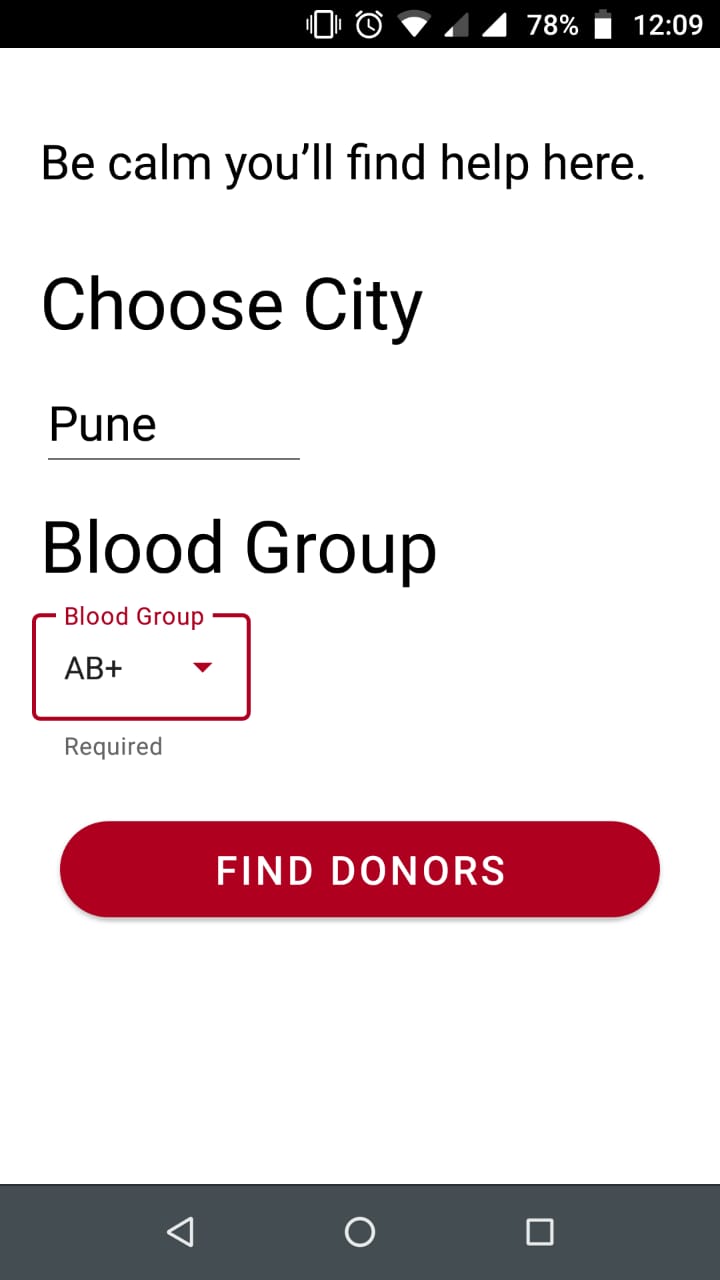 78% 12:09
Be calm you’ll find help here.
Choose City
Pune
Blood Group
Blood Group
AB+
Required
FIND DONORS